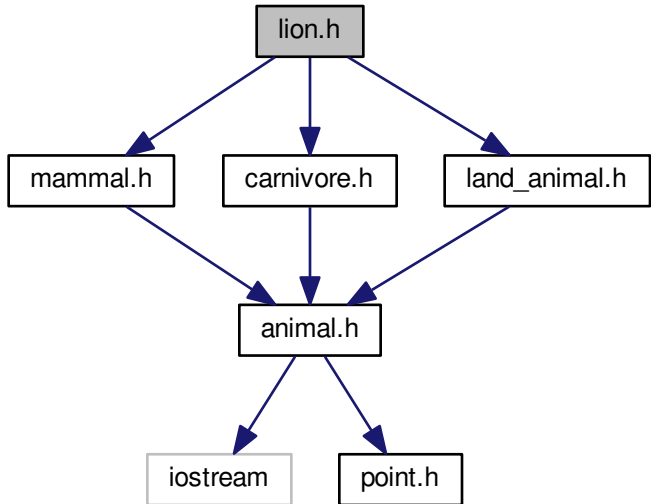 lion.h
mammal.h
carnivore.h
land_animal.h
animal.h
iostream
point.h